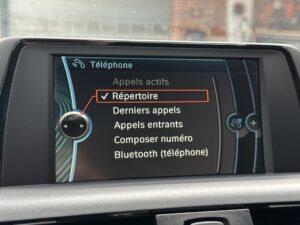 Téléphone
Appels actifs
Répertoire
Derniers appels
Appels entrants
Composer numéro
Bluetooth (téléphone)